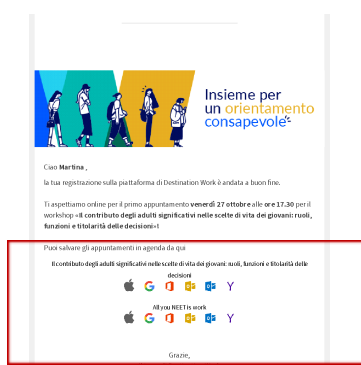 Insieme per
un orientamento
consapevole
Ciao Martina ,
la tua registrazione sulla piattaforma di Destination Work è andata a buon fine.
Ti aspettiamo online per il primo appuntamento venerdì 27 ottobre alle ore 17.30 per il
workshop «Il contributo degli adulti significativi nelle scelte di vita dei giovani: ruoli,
funzioni e titolarità delle decisioni»!
Puoi salvare gli appuntamenti in agenda da qui
Il contributo degli adulti significativi nelle scelte di vita dei giovani: ruoli, funzioni e titolarità delle
decisioni
All you NEET is work
Grazie,